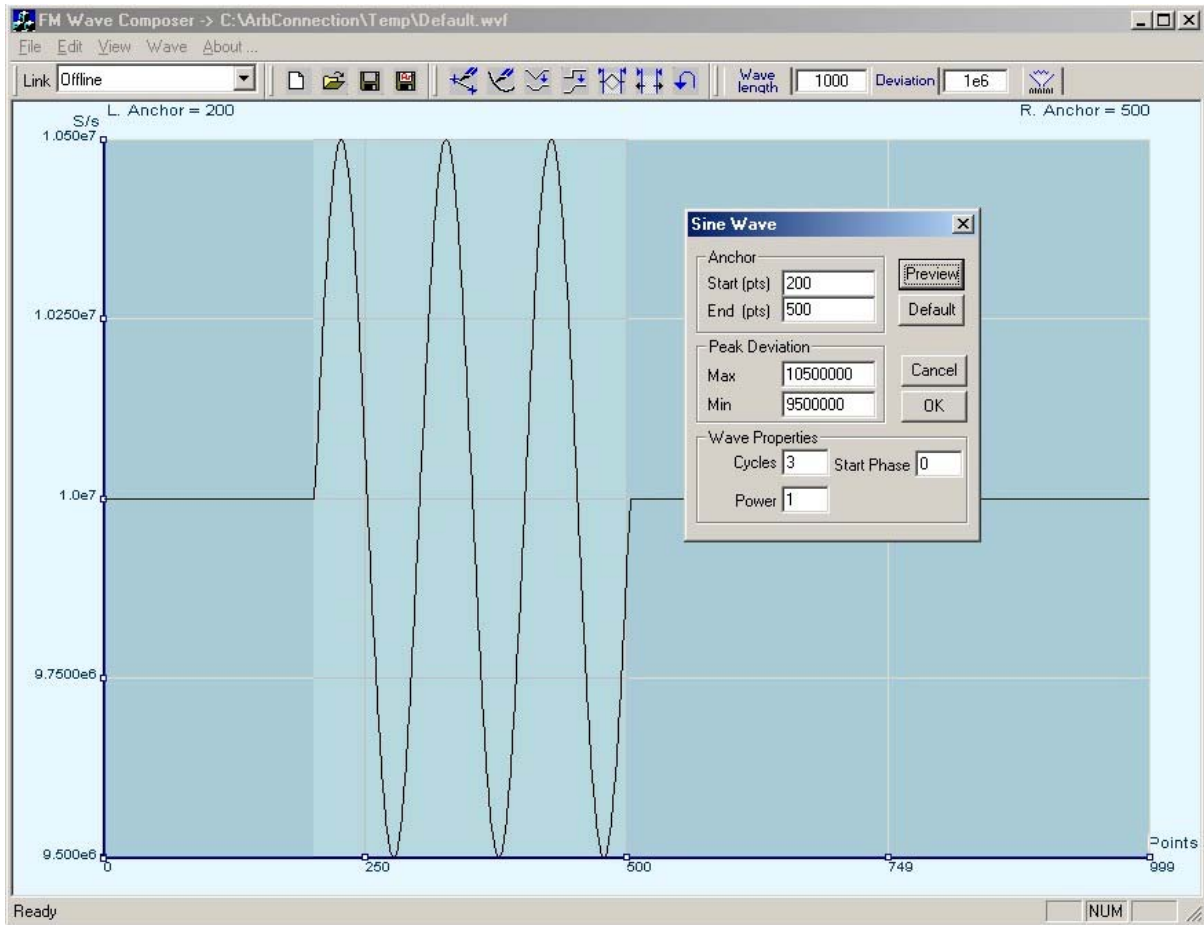 FM Wave Composer -> C:\ArbConnection\Temp\Default.wvf
File Edit View Wave About ...
Link Offline Wave length 1000 Deviation 1e6
L. Anchor = 200 R. Anchor = 500
S/s
1.050e7
1.0250e7
1.0e7
9.7500e6
9.500e6
0 250 500 749 999
Points
Sine Wave
Anchor
Start (pts) 200
End (pts) 500
Preview
Default
Peak Deviation
Max 10500000
Min 9500000
Cancel
OK
Wave Properties
Cycles 3 Start Phase 0
Power 1
Ready NUM